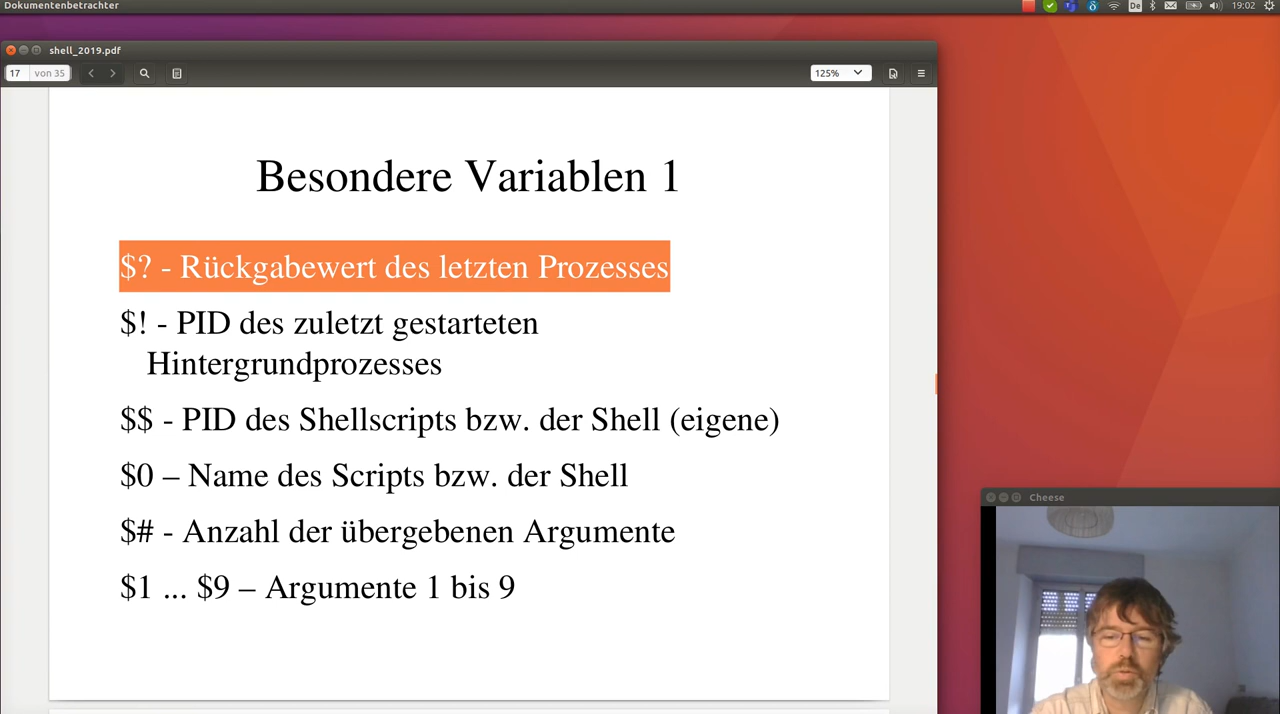 Dokumentenbetrachter
De
19:02
shell_2019.pdf
17 von 35
125%
Besondere Variablen 1
$? - Rückgabewert des letzten Prozesses
$! - PID des zuletzt gestarteten
Hintergrundprozesses
$$ - PID des Shellscripts bzw. der Shell (eigene)
$0 – Name des Scripts bzw. der Shell
$# - Anzahl der übergebenen Argumente
$1 ... $9 – Argumente 1 bis 9
Cheese